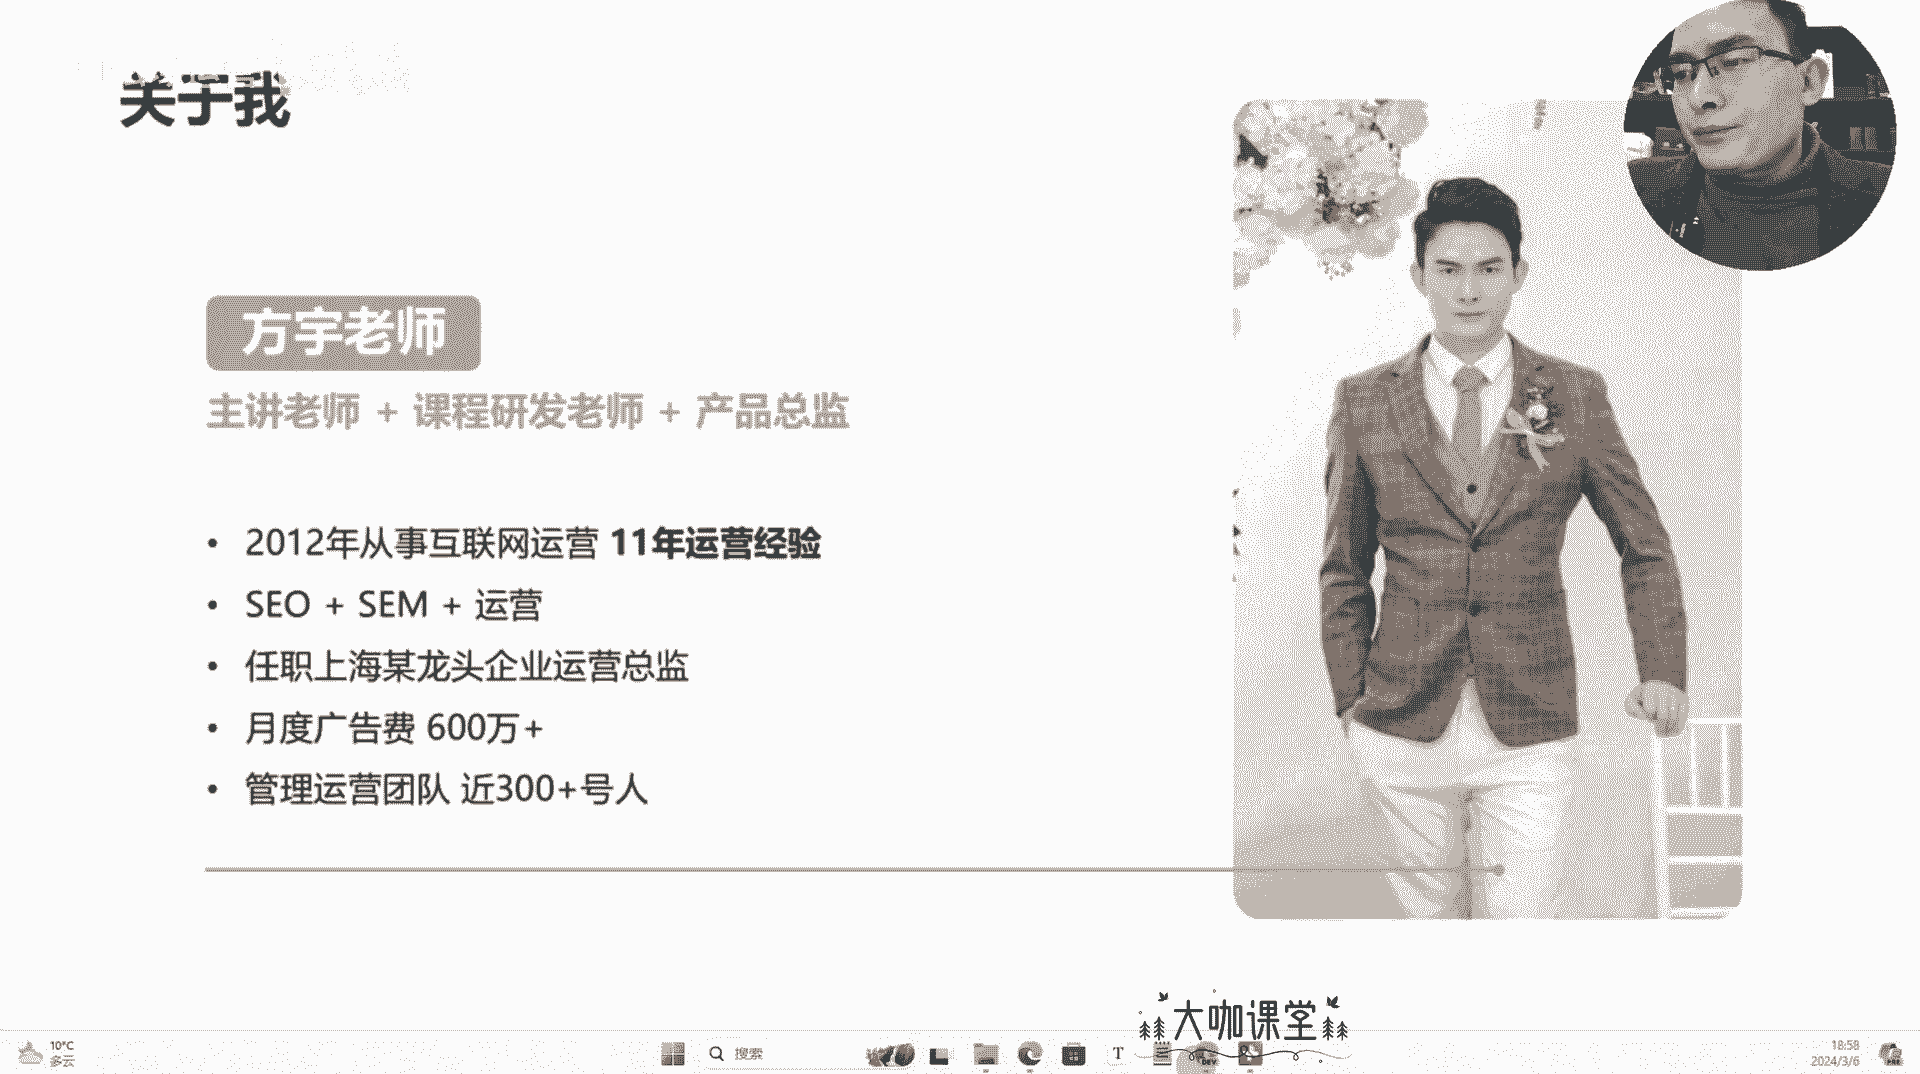 关于我
方宇老师
主讲老师 + 课程研发老师 + 产品总监
• 2012年从事互联网运营 11年运营经验
• SEO + SEM + 运营
• 任职上海某龙头企业运营总监
• 月度广告费 600万+
• 管理运营团队 近300+号人
大咖课堂
10°C
多云
搜索
18:58
2024/3/6